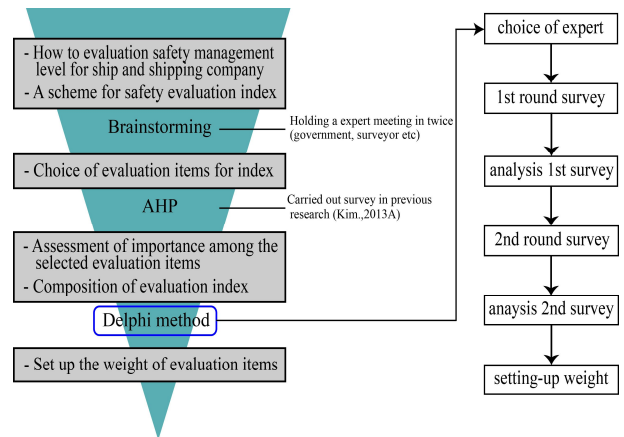 - How to evaluation safety management
level for ship and shipping company
- A scheme for safety evaluation index
Brainstorming
Holding a expert meeting in twice
(government, surveyor etc)
- Choice of evaluation items for index
AHP
Carried out survey in previous
research (Kim.,2013A)
- Assessment of importance among the
selected evaluation items
- Composition of evaluation index
Delphi method
- Set up the weight of evaluation items
choice of expert
1st round survey
analysis 1st survey
2nd round survey
anaysis 2nd survey
setting-up weight